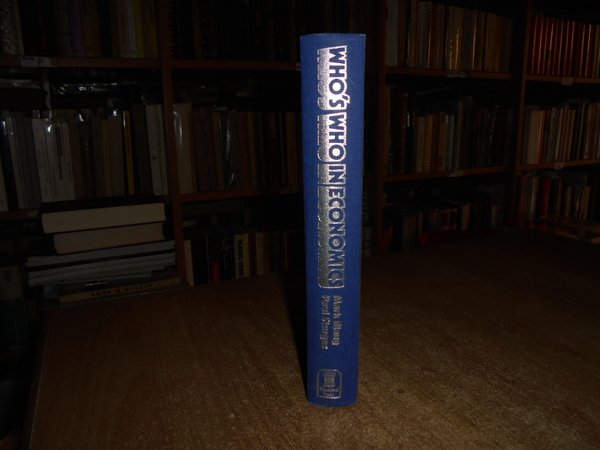 WHO'S WHO IN ECONOMICS
Mark Blaug
Paul Sturges